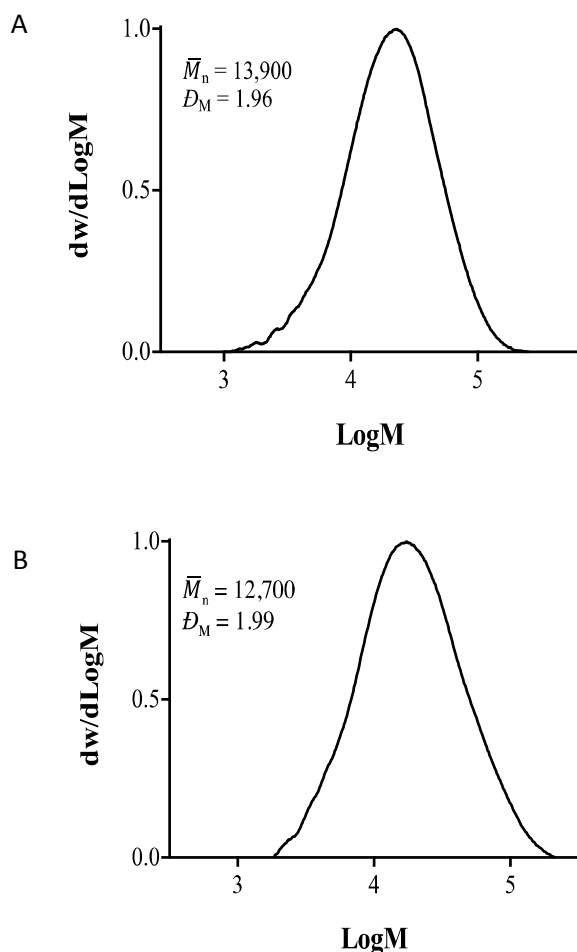 A
1.0
M̅n = 13,900
ĐM = 1.96
dw/dLogM
0.5
0.0
3 4 5
LogM
B
1.0
M̅n = 12,700
ĐM = 1.99
dw/dLogM
0.5
0.0
3 4 5
LogM